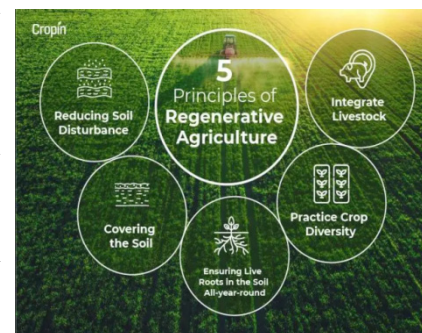 Cropin
5
Principles of
Regenerative
Agriculture
Reducing Soil
Disturbance
Covering
the Soil
Ensuring Live
Roots in the Soil
All-year-round
Practice Crop
Diversity
Integrate
Livestock